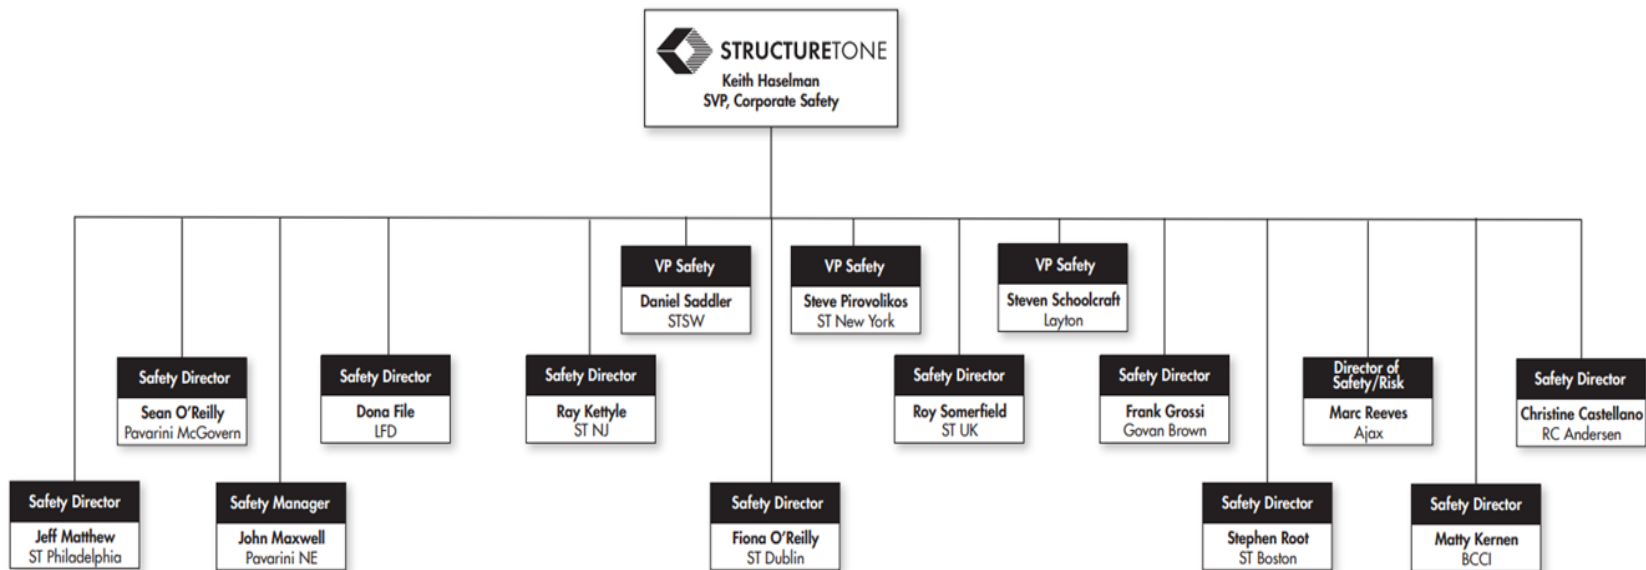 STRUCTURETONE
Keith Haselman
SVP, Corporate Safety
VP Safety
Daniel Saddler
STSW
VP Safety
Steve Pirovolikos
ST New York
VP Safety
Steven Schoolcraft
Layton
Safety Director
Sean O'Reilly
Pavarini McGovern
Safety Director
Dona File
LFD
Safety Director
Ray Kettyle
ST NJ
Safety Director
Roy Somerfield
ST UK
Safety Director
Frank Grossi
Govan Brown
Director of
Safety/Risk
Marc Reeves
Ajax
Safety Director
Christine Castellano
RC Andersen
Safety Director
Jeff Matthew
ST Philadelphia
Safety Manager
John Maxwell
Pavarini NE
Safety Director
Fiona O'Reilly
ST Dublin
Safety Director
Stephen Root
ST Boston
Safety Director
Matty Kernen
BCCI